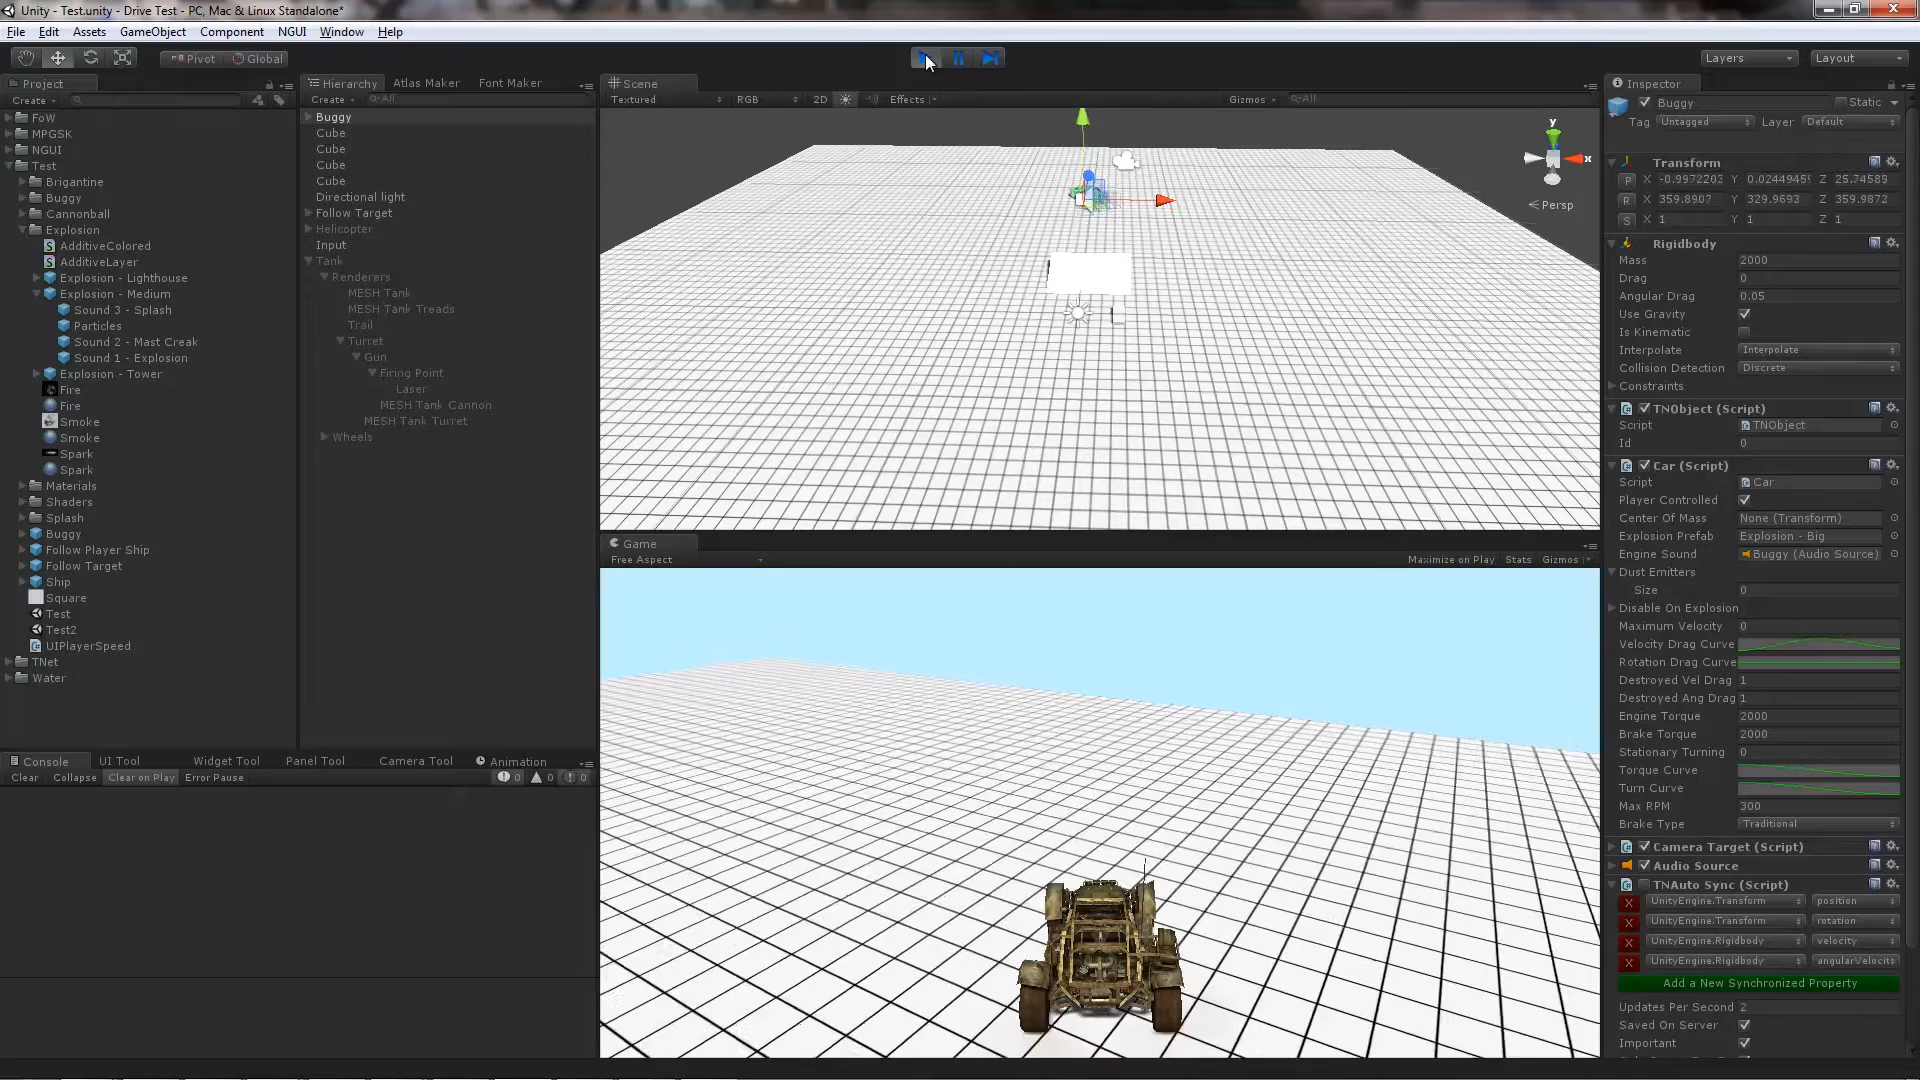 Unity - Test.unity - Drive Test - PC, Mac & Linux Standalone*
File Edit Assets GameObject Component NGUI Window Help
Pivot Global Layers Layout
Project
Create
FoW
MPGSK
NGUI
Test
Brigantine
Buggy
Cannonball
Explosion
AdditiveColored
AdditiveLayer
Explosion - Lighthouse
Explosion - Medium
Sound 3 - Splash
Particles
Sound 2 - Mast Creak
Sound 1 - Explosion
Explosion - Tower
Fire
Fire
Smoke
Smoke
Spark
Spark
Materials
Shaders
Splash
Buggy
Follow Player Ship
Follow Target
Ship
Square
Test
Test2
UIPlayerSpeed
TNet
Water
Hierarchy Atlas Maker Font Maker
Create All
Buggy
Cube
Cube
Cube
Cube
Directional light
Follow Target
Helicopter
Input
Tank
Renderers
MESH Tank
MESH Tank Treads
Trail
Turret
Gun
Firing Point
Laser
MESH Tank Cannon
MESH Tank Turret
Wheels
Console UI Tool Widget Tool Panel Tool Camera Tool Animation
Clear Collapse Clear on Play Error Pause 0 0 0
Scene
Textured RGB 2D Effects Gizmos All
y
x
Persp
Game
Free Aspect Maximize on Play Stats Gizmos
Inspector
Buggy Static
Tag Untagged Layer Default
Transform
P X -0.9972203 Y 0.0244945 Z 25.74589
R X 359.8907 Y 329.9693 Z 359.9872
S X 1 Y 1 Z 1
Rigidbody
Mass 2000
Drag 0
Angular Drag 0.05
Use Gravity
Is Kinematic
Interpolate Interpolate
Collision Detection Discrete
Constraints
TNObject (Script)
Script TNObject
Id 0
Car (Script)
Script Car
Player Controlled
Center Of Mass None (Transform)
Explosion Prefab Explosion - Big
Engine Sound Buggy (Audio Source)
Dust Emitters
Size 0
Disable On Explosion
Maximum Velocity 0
Velocity Drag Curve
Rotation Drag Curve
Destroyed Vel Drag 1
Destroyed Ang Drag 1
Engine Torque 2000
Brake Torque 2000
Stationary Turning 0
Torque Curve
Turn Curve
Max RPM 300
Brake Type Traditional
Camera Target (Script)
Audio Source
TNAuto Sync (Script)
X UnityEngine.Transform position
X UnityEngine.Transform rotation
X UnityEngine.Rigidbody velocity
X UnityEngine.Rigidbody angularVelocit
Add a New Synchronized Property
Updates Per Second 2
Saved On Server
Important